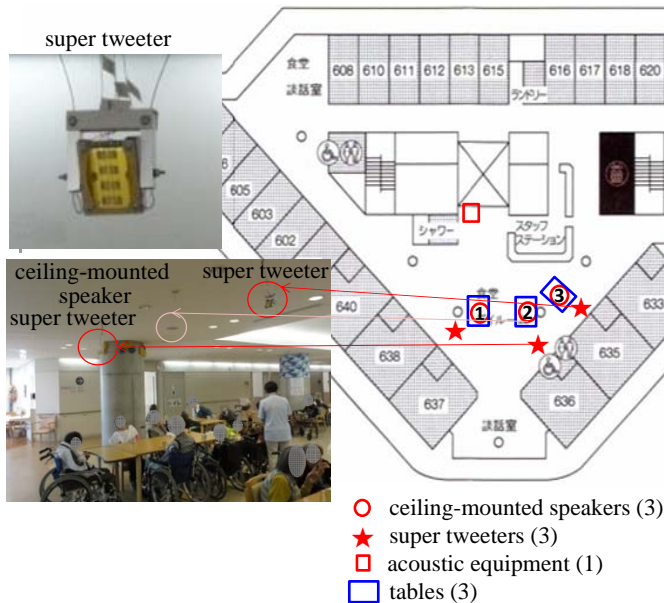 super tweeter
食堂
談話室
608 610 611 612 613 615
ランドリー
616 617 618 620
605
603
602
シャワー
スタッフ
ステーション
ceiling-mounted
speaker
super tweeter
super tweeter
640
638
637
食堂
1 2 3
633
635
636
談話室
ceiling-mounted speakers (3)
super tweeters (3)
acoustic equipment (1)
tables (3)